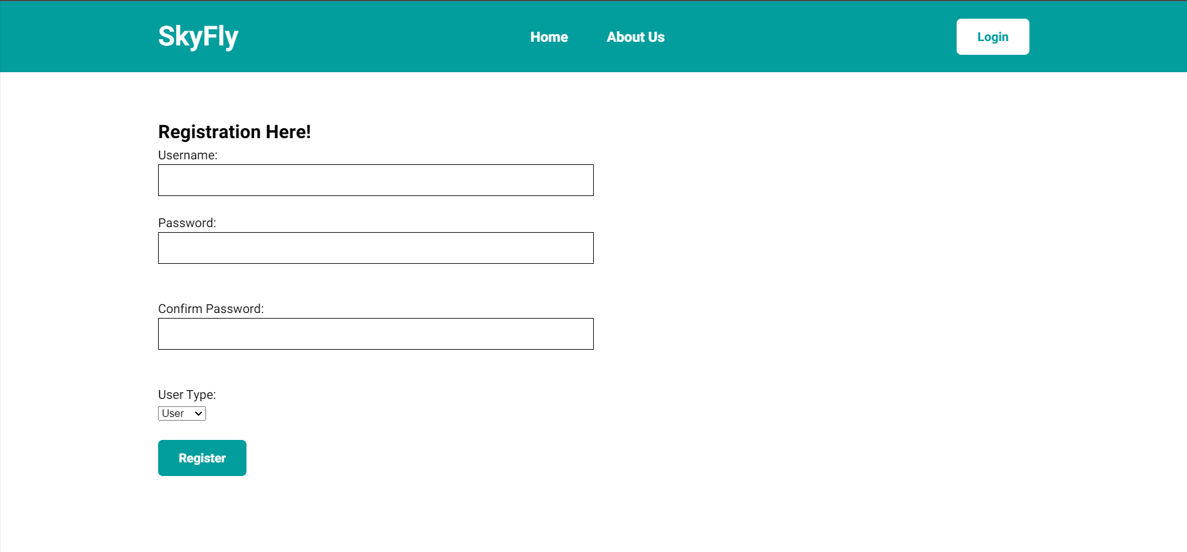 SkyFly
Home
About Us
Login
Registration Here!
Username:
Password:
Confirm Password:
User Type:
User
Register